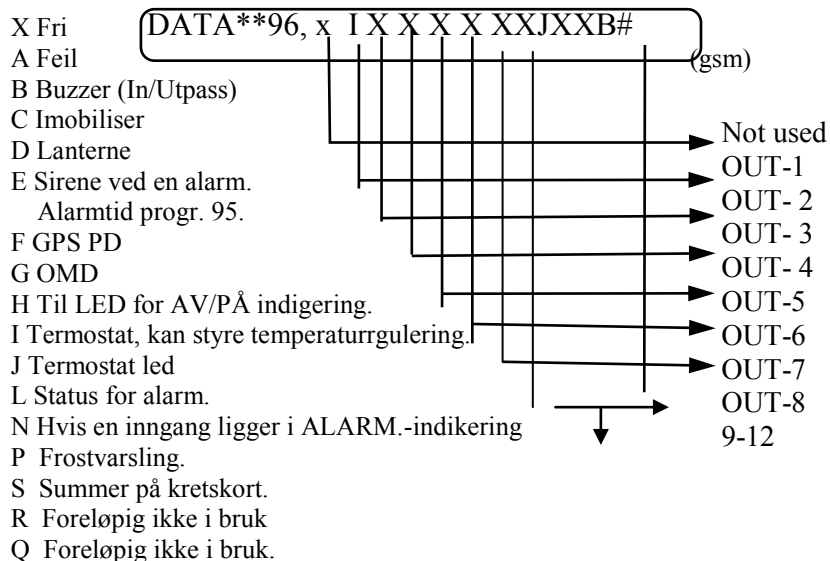 DATA**96, x I X X X X XXJXXB#
(gsm)
X Fri
A Feil
B Buzzer (In/Utpass)
C Imobiliser
D Lanterne
E Sirene ved en alarm.
Alarmtid progr. 95.
F GPS PD
G OMD
H Til LED for AV/PÅ indigering.
I Termostat, kan styre temperaturrgulering.
J Termostat led
L Status for alarm.
N Hvis en inngang ligger i ALARM.-indikering
P Frostvarsling.
S Summer på kretskort.
R Foreløpig ikke i bruk
Q Foreløpig ikke i bruk.
Not used
OUT-1
OUT- 2
OUT- 3
OUT- 4
OUT-5
OUT-6
OUT-7
OUT-8
9-12